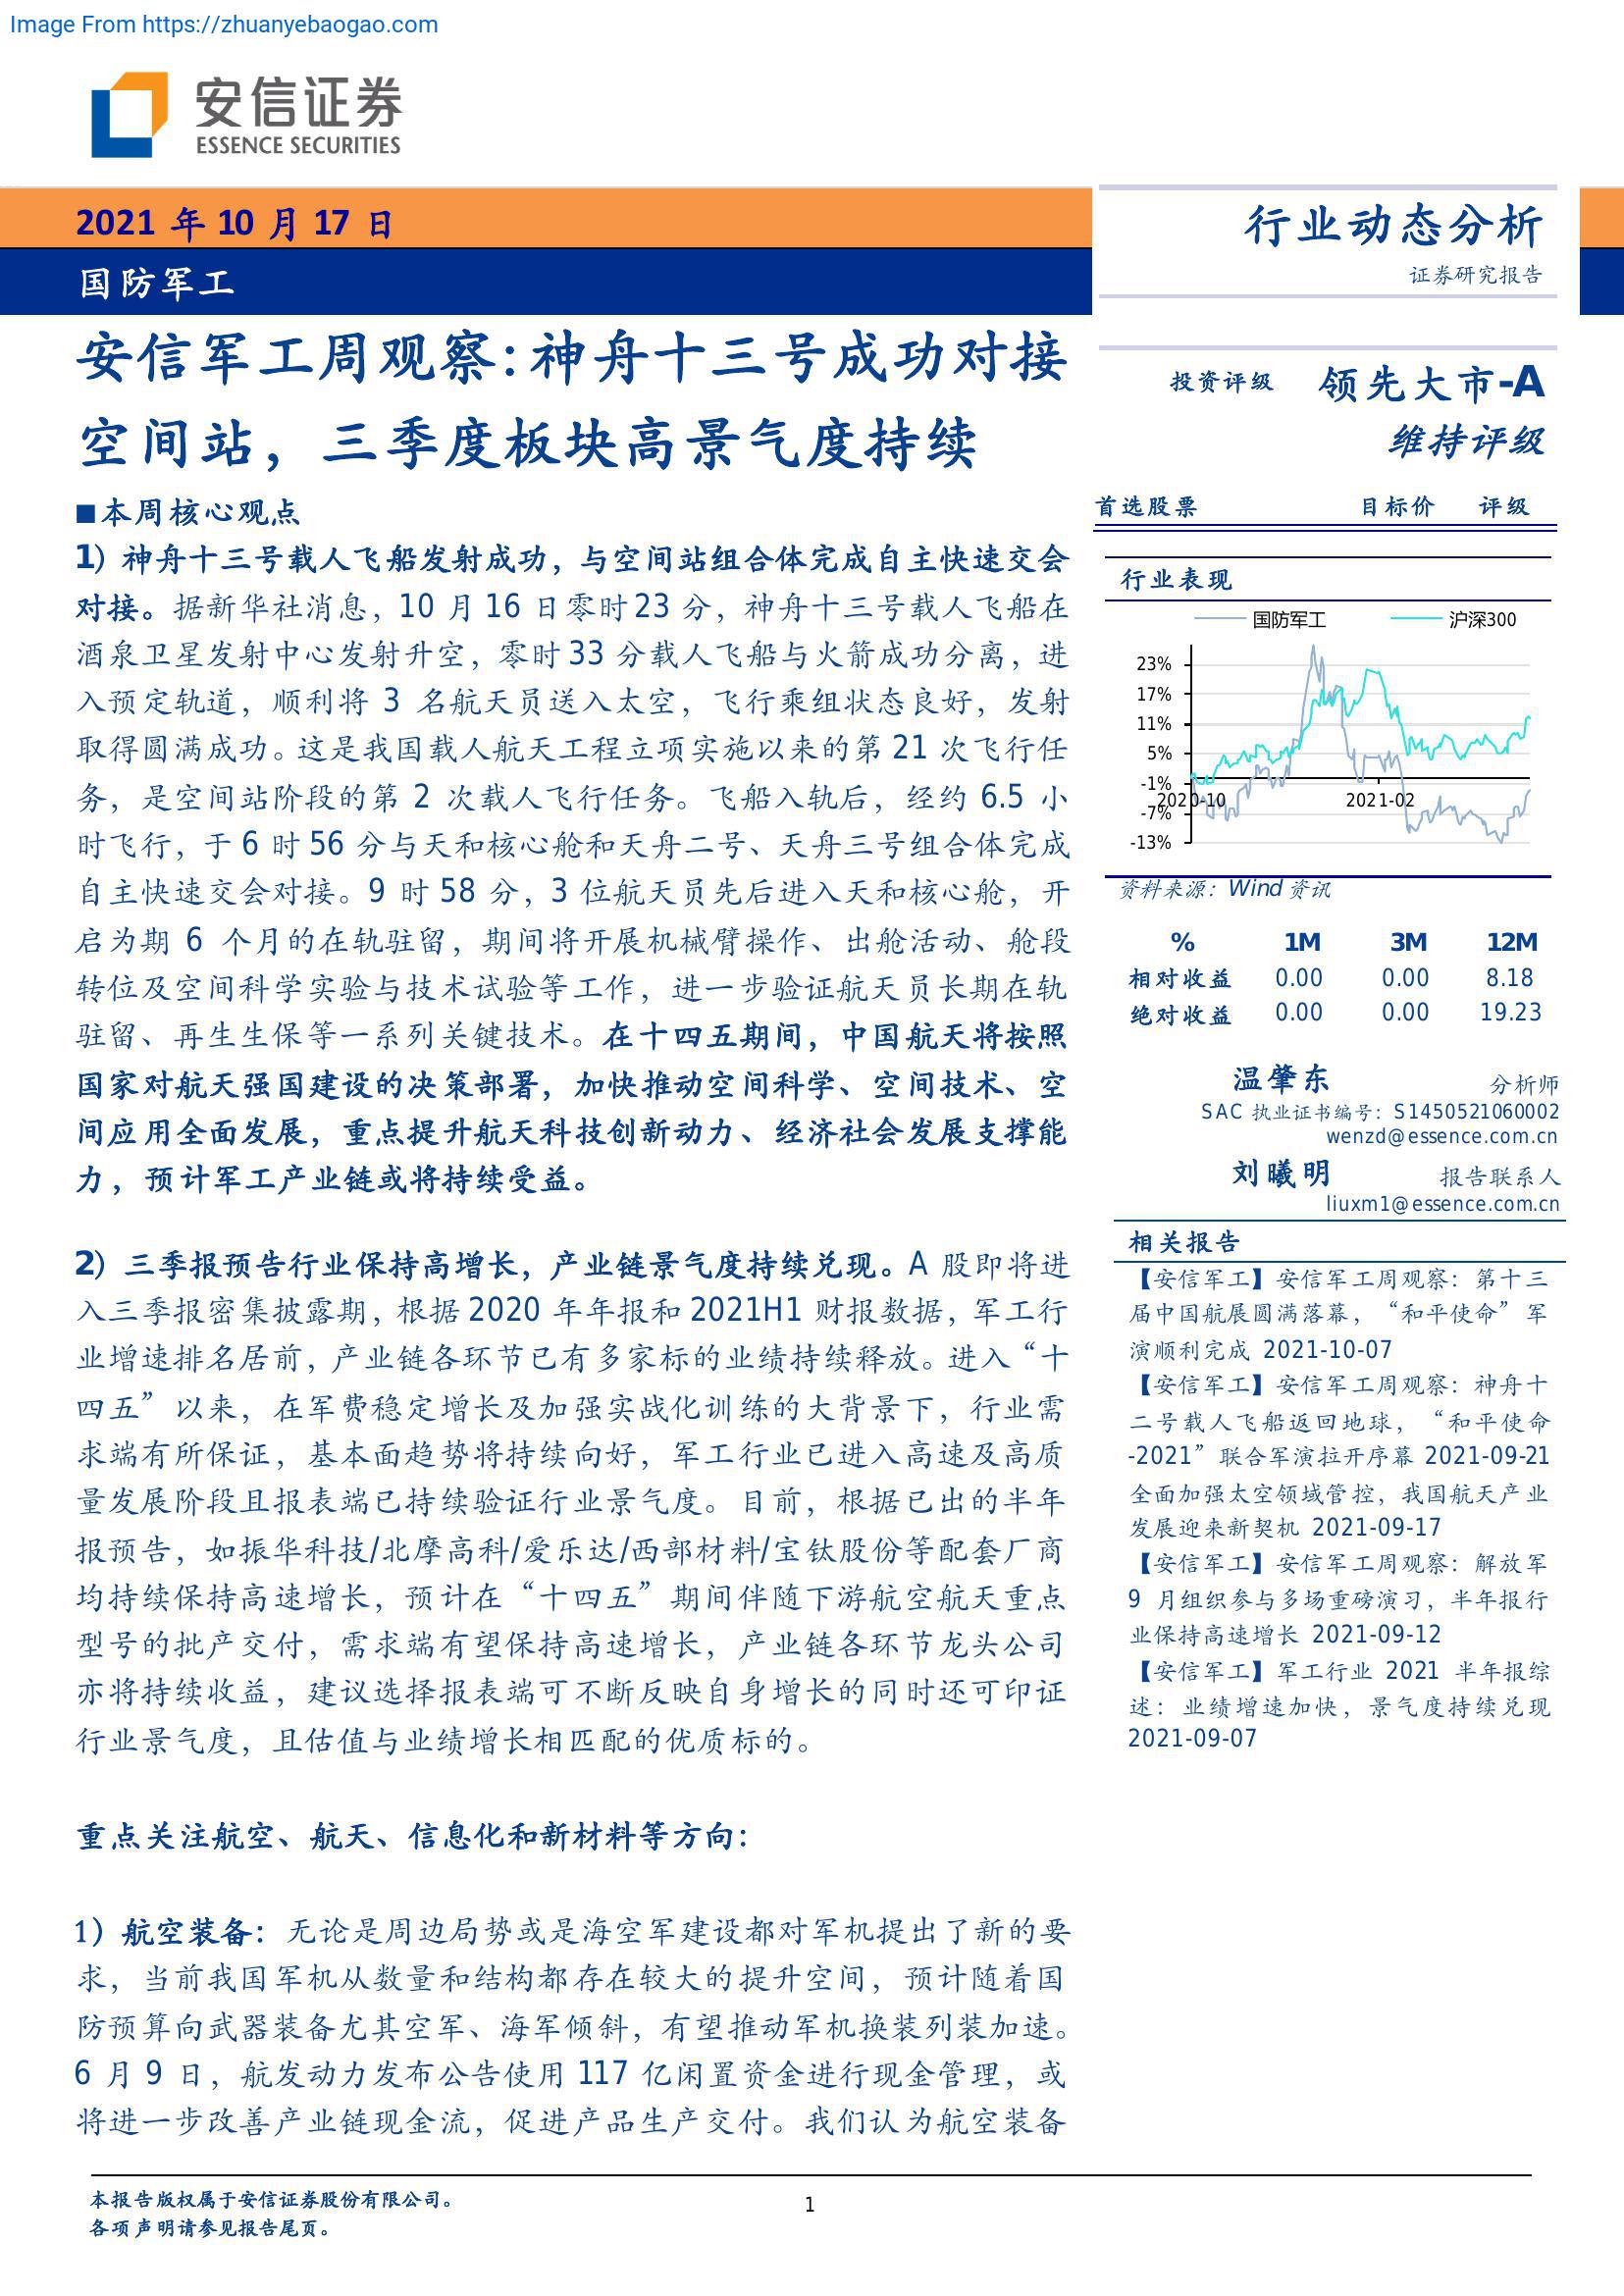 Image From https://zhuanyebaogao.com
安信证券
ESSENCE SECURITIES
2021 年 10 月 17 日
国防军工
行业动态分析
证券研究报告
安信军工周观察:神舟十三号成功对接
空间站，三季度板块高景气度持续
■本周核心观点
1）神舟十三号载人飞船发射成功，与空间站组合体完成自主快速交会
对接。据新华社消息，10 月 16 日零时 23 分，神舟十三号载人飞船在
酒泉卫星发射中心发射升空，零时 33 分载人飞船与火箭成功分离，进
入预定轨道，顺利将 3 名航天员送入太空，飞行乘组状态良好，发射
取得圆满成功。这是我国载人航天工程立项实施以来的第 21 次飞行任
务，是空间站阶段的第 2 次载人飞行任务。飞船入轨后，经约 6.5 小
时飞行，于 6 时 56 分与天和核心舱和天舟二号、天舟三号组合体完成
自主快速交会对接。9 时 58 分，3 位航天员先后进入天和核心舱，开
启为期 6 个月的在轨驻留，期间将开展机械臂操作、出舱活动、舱段
转位及空间科学实验与技术试验等工作，进一步验证航天员长期在轨
驻留、再生生保等一系列关键技术。在十四五期间，中国航天将按照
国家对航天强国建设的决策部署，加快推动空间科学、空间技术、空
间应用全面发展，重点提升航天科技创新动力、经济社会发展支撑能
力，预计军工产业链或将持续受益。
2）三季报预告行业保持高增长，产业链景气度持续兑现。A 股即将进
入三季报密集披露期，根据 2020 年年报和 2021H1 财报数据，军工行
业增速排名居前，产业链各环节已有多家标的业绩持续释放。进入“十
四五”以来，在军费稳定增长及加强实战化训练的大背景下，行业需
求端有所保证，基本面趋势将持续向好，军工行业已进入高速及高质
量发展阶段且报表端已持续验证行业景气度。目前，根据已出的半年
报预告，如振华科技/北摩高科/爱乐达/西部材料/宝钛股份等配套厂商
均持续保持高速增长，预计在“十四五”期间伴随下游航空航天重点
型号的批产交付，需求端有望保持高速增长，产业链各环节龙头公司
亦将持续收益，建议选择报表端可不断反映自身增长的同时还可印证
行业景气度，且估值与业绩增长相匹配的优质标的。
重点关注航空、航天、信息化和新材料等方向：
1）航空装备：无论是周边局势或是海空军建设都对军机提出了新的要
求，当前我国军机从数量和结构都存在较大的提升空间，预计随着国
防预算向武器装备尤其空军、海军倾斜，有望推动军机换装列装加速。
6 月 9 日，航发动力发布公告使用 117 亿闲置资金进行现金管理，或
将进一步改善产业链现金流，促进产品生产交付。我们认为航空装备
投资评级 领先大市-A
维持评级
首选股票 目标价 评级
行业表现
国防军工 沪深300
23%
17%
11%
5%
-1%
2020-10 2021-02
-7%
-13%
资料来源：Wind 资讯
% 1M 3M 12M
相对收益 0.00 0.00 8.18
绝对收益 0.00 0.00 19.23
温肇东 分析师
SAC 执业证书编号：S1450521060002
wenzd@essence.com.cn
刘曦明 报告联系人
liuxm1@essence.com.cn
相关报告
【安信军工】安信军工周观察：第十三
届中国航展圆满落幕，“和平使命”军
演顺利完成 2021-10-07
【安信军工】安信军工周观察：神舟十
二号载人飞船返回地球，“和平使命
-2021”联合军演拉开序幕 2021-09-21
全面加强太空领域管控，我国航天产业
发展迎来新契机 2021-09-17
【安信军工】安信军工周观察：解放军
9 月组织参与多场重磅演习，半年报行
业保持高速增长 2021-09-12
【安信军工】军工行业 2021 半年报综
述：业绩增速加快，景气度持续兑现
2021-09-07
本报告版权属于安信证券股份有限公司。
各项声明请参见报告尾页。
1